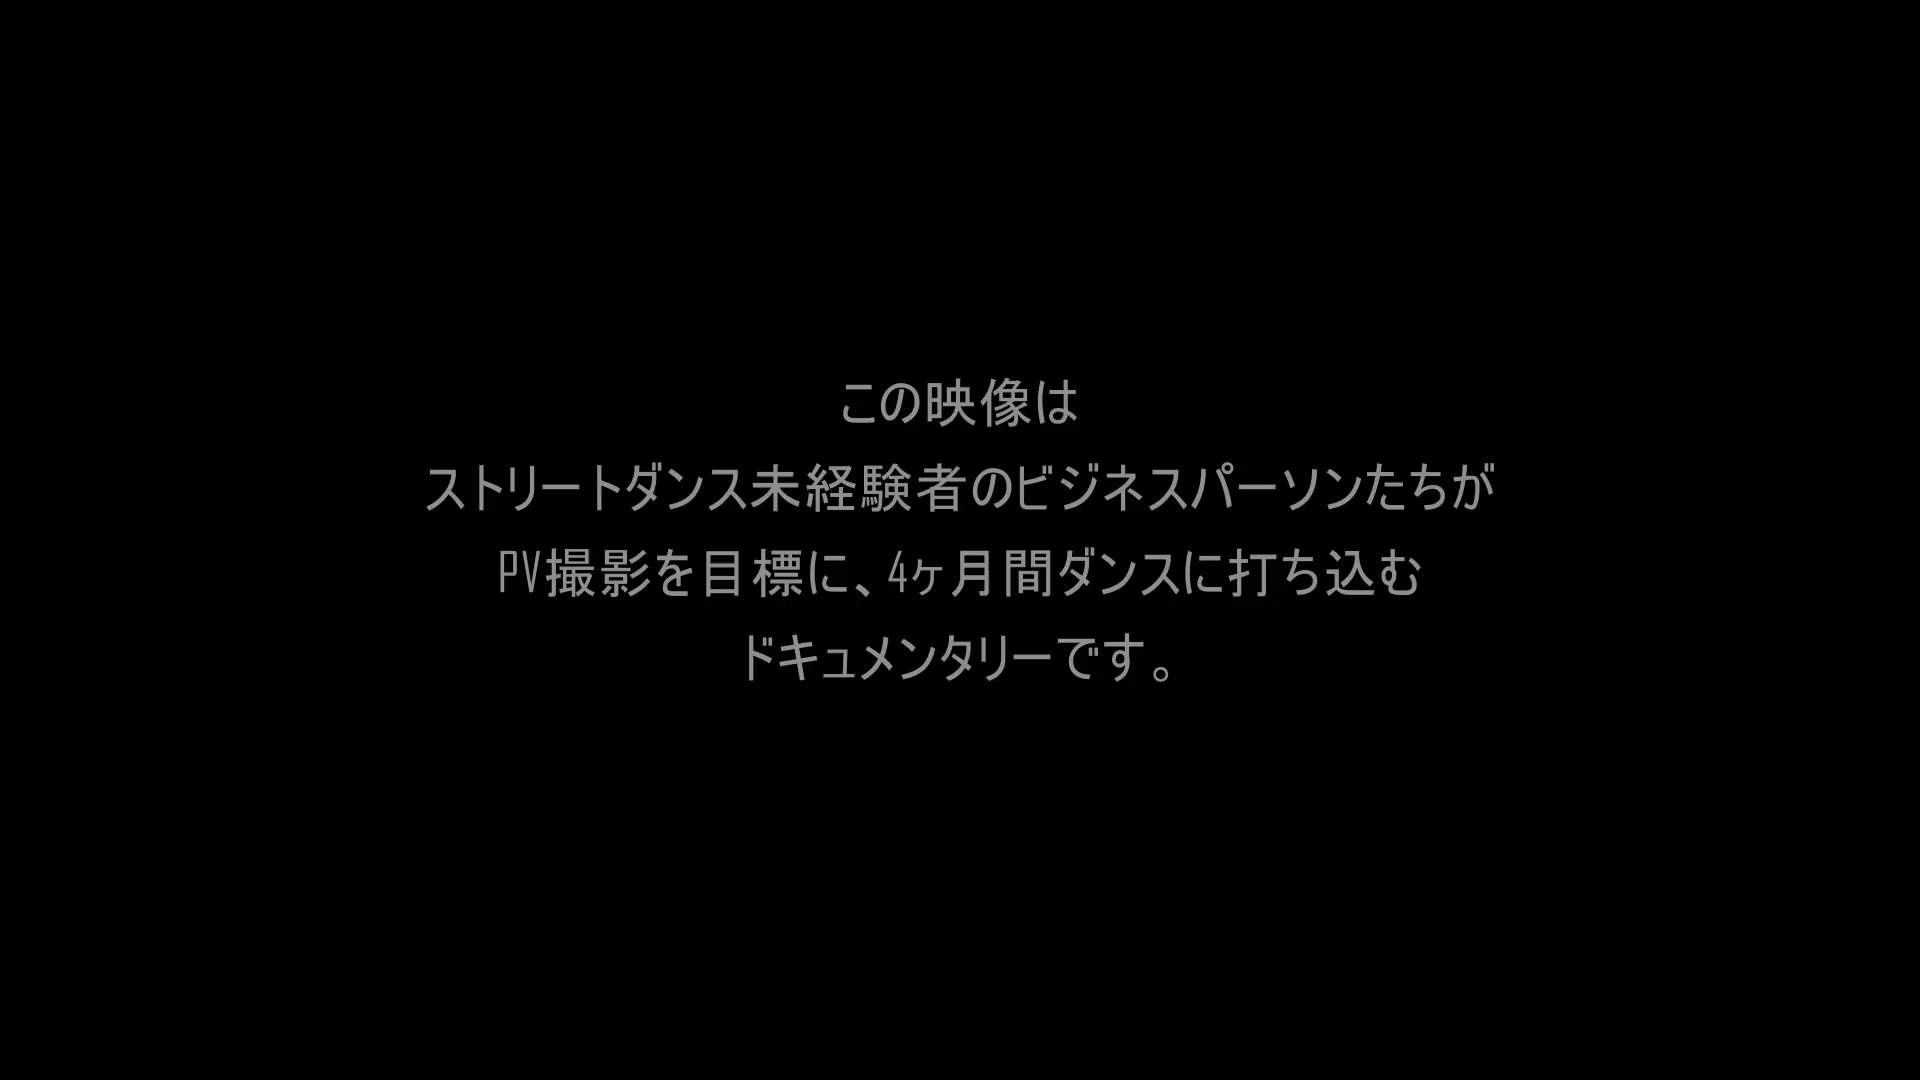 この映像は
ストリートダンス未経験者のビジネスパーソンたちが
PV撮影を目標に、4ヶ月間ダンスに打ち込む
ドキュメンタリーです。